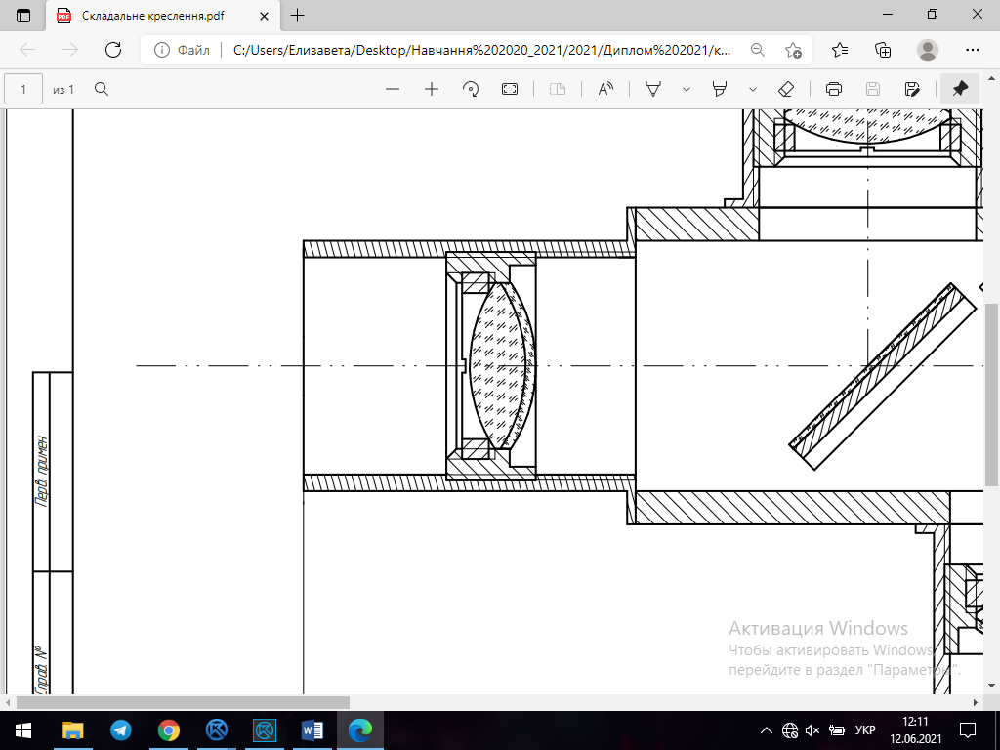 Складальне креслення.pdf
Файл
C:/Users/Елизавета/Desktop/Навчання%202020_2021/2021/Диплом%202021/к...
1
из 1
Перв. примен.
Справ. №
Активация Windows
Чтобы активировать Windows,
перейдите в раздел "Параметры".
УКР
12:11
12.06.2021